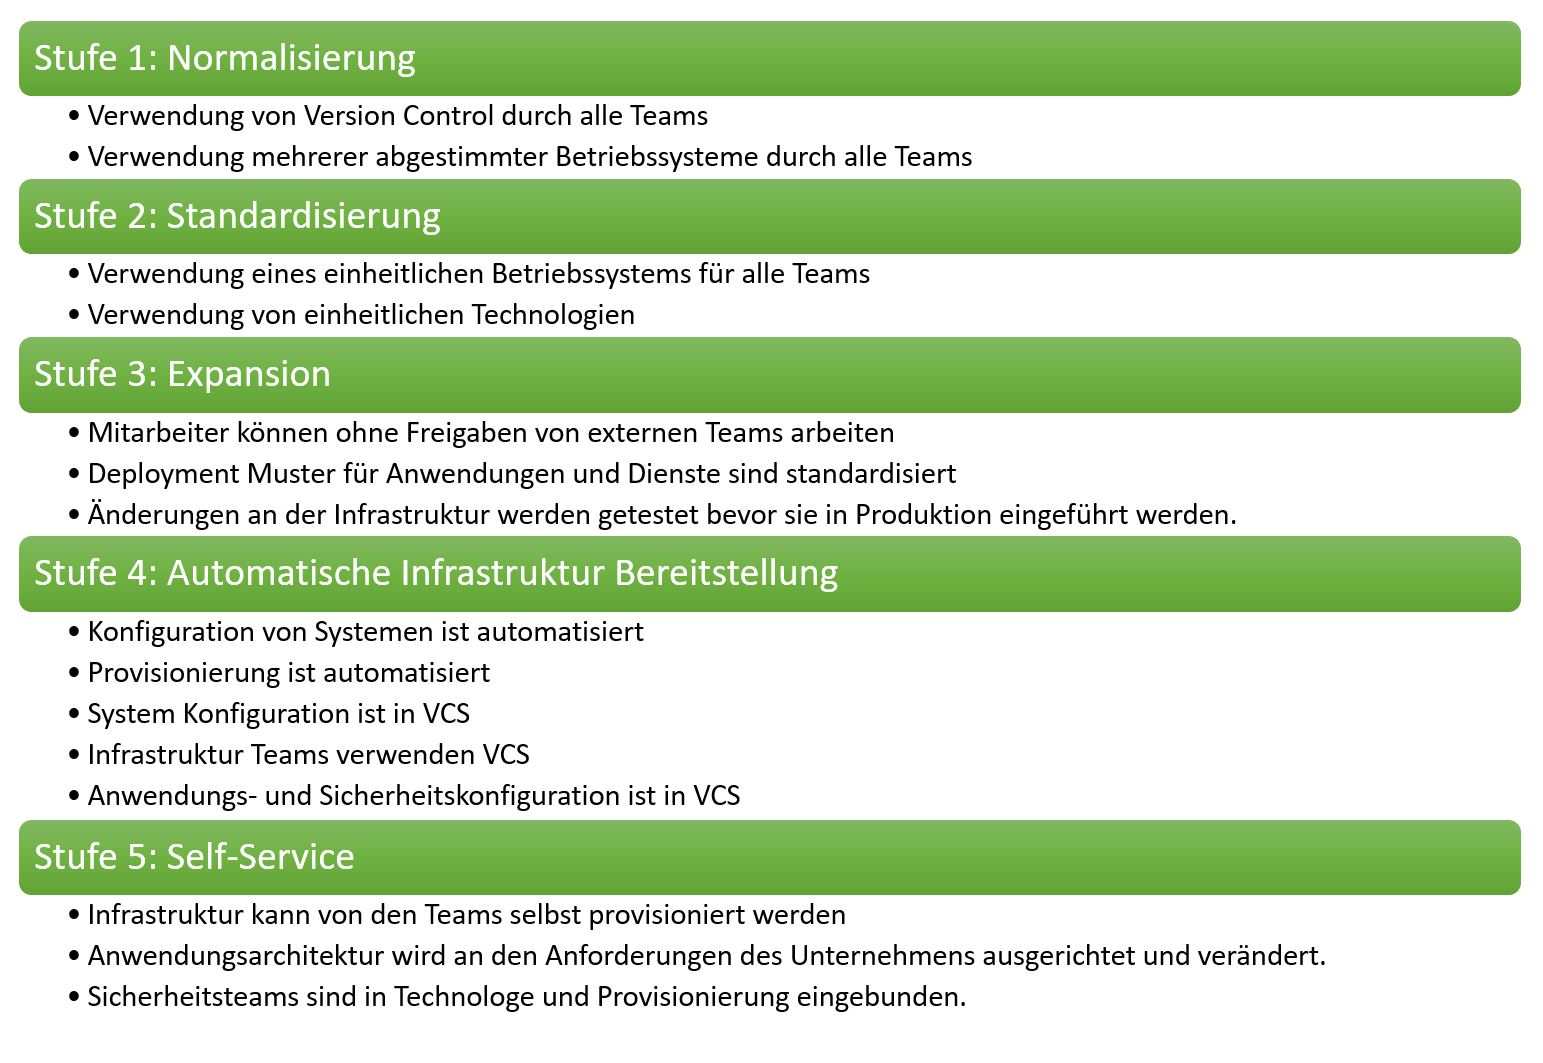 Stufe 1: Normalisierung
• Verwendung von Version Control durch alle Teams
• Verwendung mehrerer abgestimmter Betriebssysteme durch alle Teams
Stufe 2: Standardisierung
• Verwendung eines einheitlichen Betriebssystems für alle Teams
• Verwendung von einheitlichen Technologien
Stufe 3: Expansion
• Mitarbeiter können ohne Freigaben von externen Teams arbeiten
• Deployment Muster für Anwendungen und Dienste sind standardisiert
• Änderungen an der Infrastruktur werden getestet bevor sie in Produktion eingeführt werden.
Stufe 4: Automatische Infrastruktur Bereitstellung
• Konfiguration von Systemen ist automatisiert
• Provisionierung ist automatisiert
• System Konfiguration ist in VCS
• Infrastruktur Teams verwenden VCS
• Anwendungs- und Sicherheitskonfiguration ist in VCS
Stufe 5: Self-Service
• Infrastruktur kann von den Teams selbst provisioniert werden
• Anwendungsarchitektur wird an den Anforderungen des Unternehmens ausgerichtet und verändert.
• Sicherheitsteams sind in Technologe und Provisionierung eingebunden.